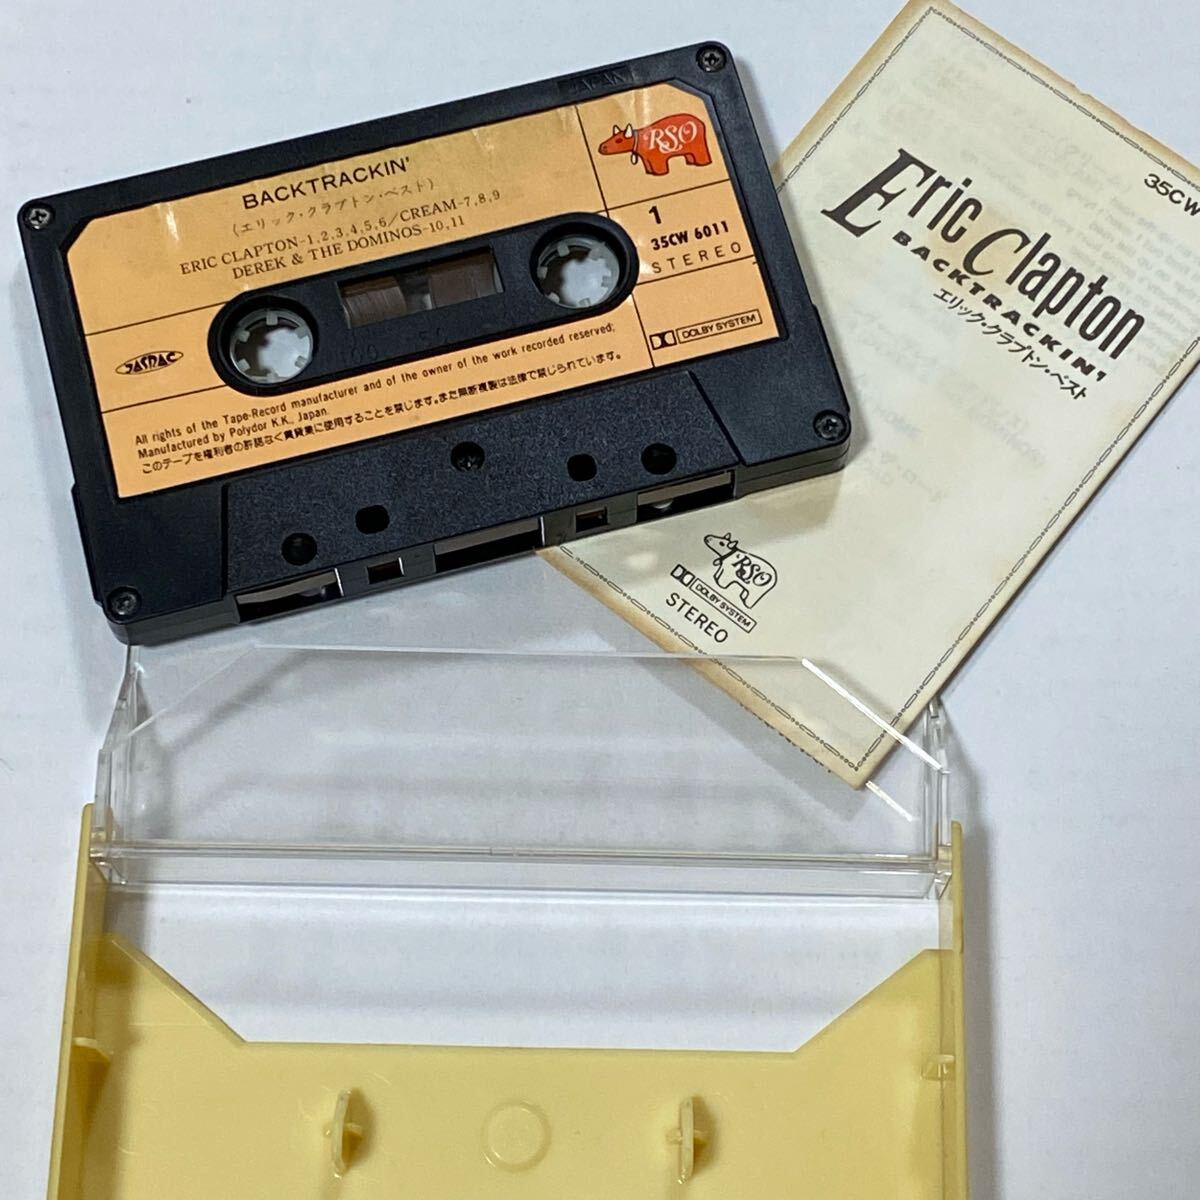 JAPAN
BACKTRACKIN'
(エリック・クラプトン・ベスト)
ERIC CLAPTON-1,2,3,4,5,6/CREAM-7,8,9
DEREK & THE DOMINOS-10,11
RSO
1
35CW 6011
STEREO
DOLBY SYSTEM
JASRAC
100
50
All rights of the Tape-Record manufacturer and of the owner of the work recorded reserved.
Manufactured by Polydor K.K., Japan.
このテープを権利者の許諾なく賃貸業に使用することを禁じます。また無断複製は法律で禁じられています。
35CW
Eric Clapton
BACKTRACKIN'
エリック・クラプトン・ベスト
RSO
DOLBY SYSTEM
STEREO